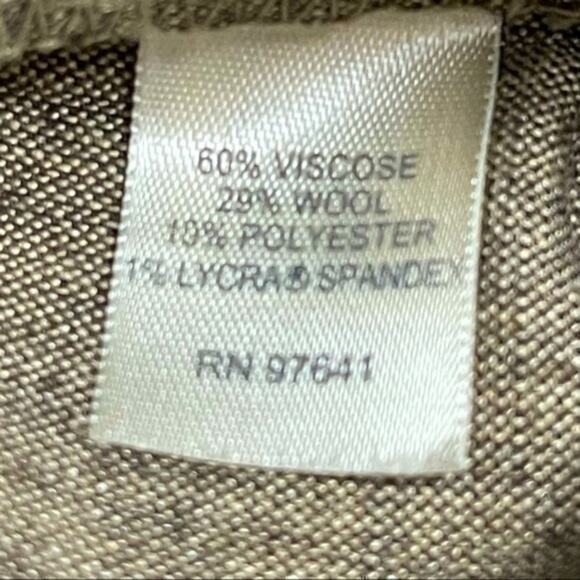 60% VISCOSE
29% WOOL
10% POLYESTER
1% LYCRA® SPANDEX
RN 97641